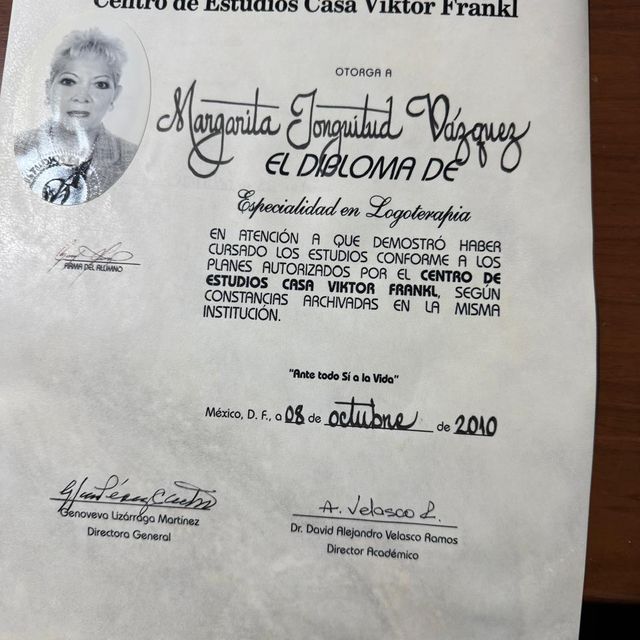 Centro de Estudios Casa Viktor Frankl
OTORGA A
Margarita Jonguitud Vázquez
EL DIPLOMA DE
Especialidad en Logoterapia
EN ATENCIÓN A QUE DEMOSTRÓ HABER
CURSADO LOS ESTUDIOS CONFORME A LOS
PLANES AUTORIZADOS POR EL CENTRO DE
ESTUDIOS CASA VIKTOR FRANKL, SEGÚN
CONSTANCIAS ARCHIVADAS EN LA MISMA
INSTITUCIÓN.
FIRMA DEL ALUMNO
"Ante todo Sí a la Vida"
México, D. F., a 08 de octubre de 2010
Genoveva Lizárraga Martínez
Directora General
A. Velasco R.
Dr. David Alejandro Velasco Ramos
Director Académico